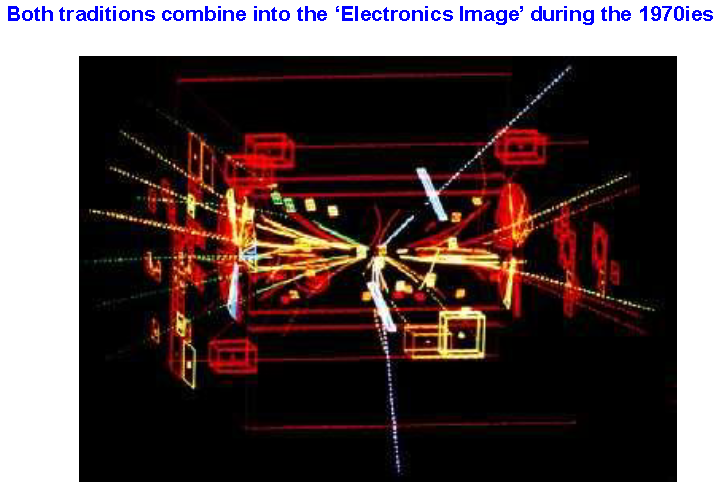 Both traditions combine into the ‘Electronics Image’ during the 1970ies